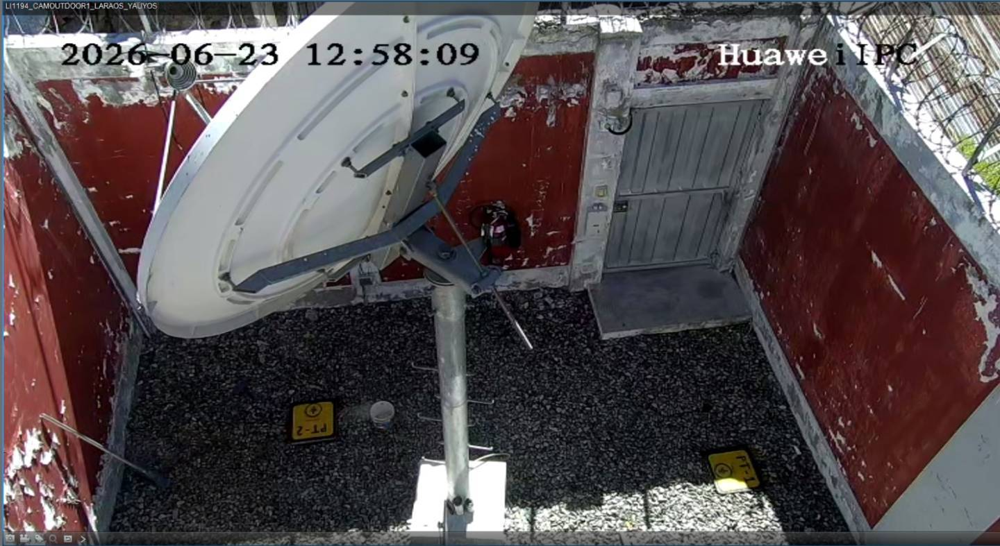 LI1194_CAMOUTDOOR1_LARAOS_YAUYOS
2026-06-23 12:58:09
Huawei IPC
PT-2
PT-1